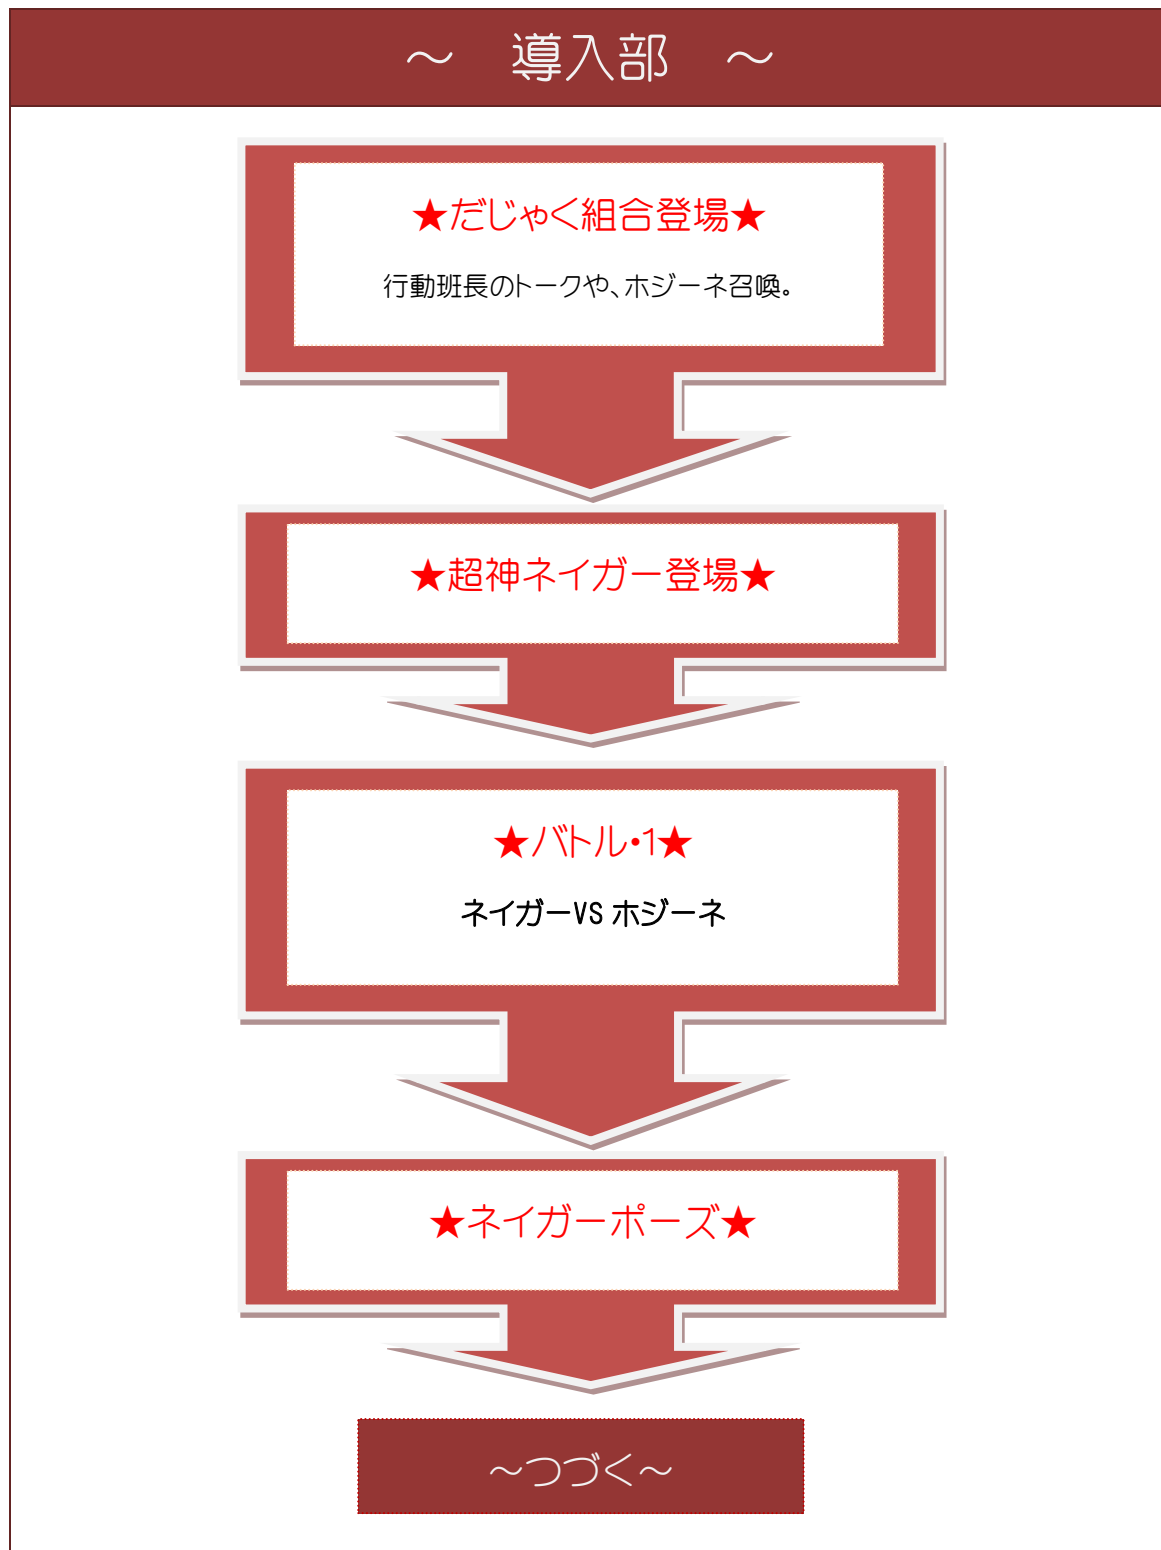 ～　導入部　～
★だじゃく組合登場★
行動班長のトークや、ホジーネ召喚。
★超神ネイガー登場★
★バトル・1★
ネイガーVS ホジーネ
★ネイガーポーズ★
～つづく～